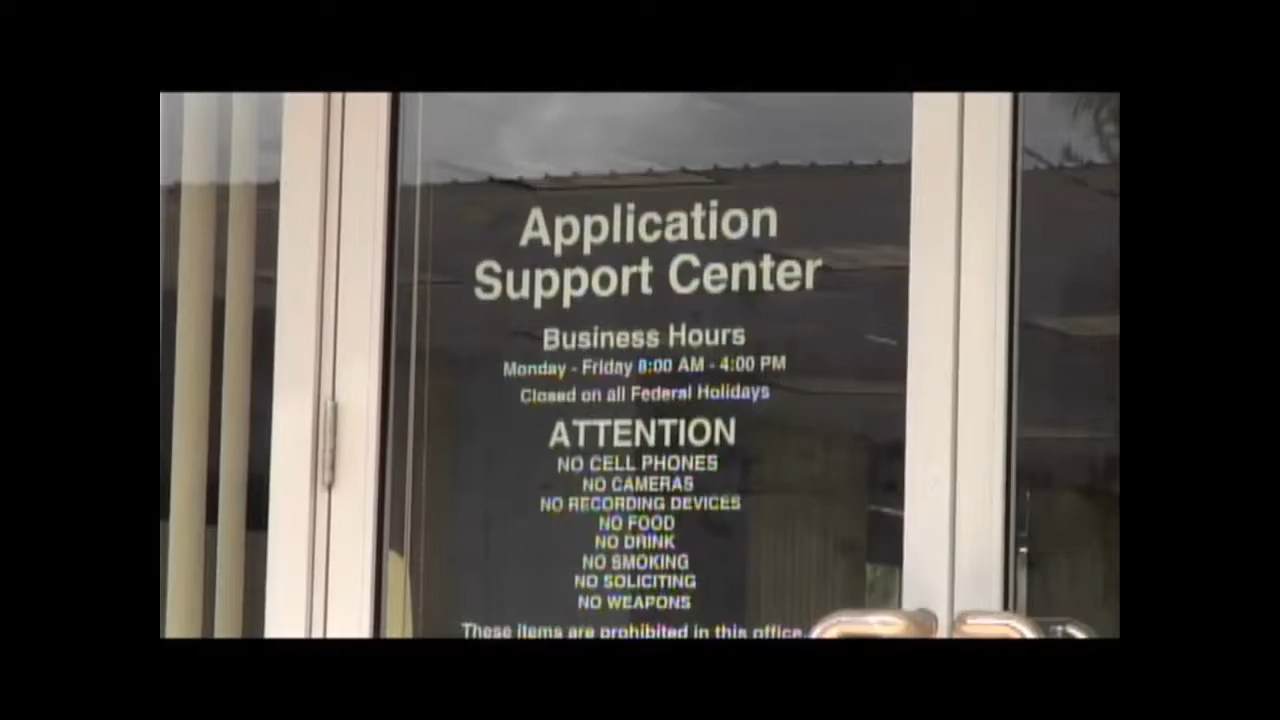 Application
Support Center
Business Hours
Monday - Friday 8:00 AM - 4:00 PM
Closed on all Federal Holidays
ATTENTION
NO CELL PHONES
NO CAMERAS
NO RECORDING DEVICES
NO FOOD
NO DRINK
NO SMOKING
NO SOLICITING
NO WEAPONS
These items are prohibited in this office.